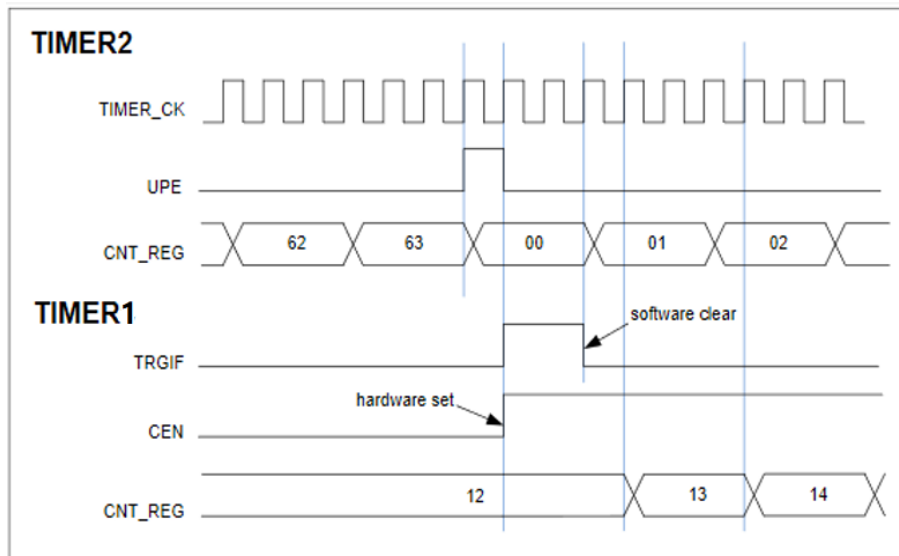 TIMER2
TIMER_CK
UPE
CNT_REG 62 63 00 01 02
TIMER1
software clear
TRGIF
hardware set
CEN
CNT_REG 12 13 14